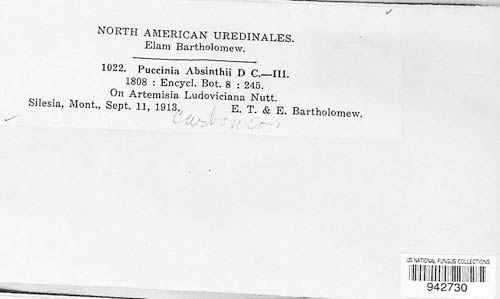 NORTH AMERICAN UREDINALES.
Elam Bartholomew.
1022. Puccinia Absinthii D C.—III.
1808 : Encycl. Bot. 8 : 245.
On Artemisia Ludoviciana Nutt.
Silesia, Mont., Sept. 11, 1913. E. T. & E. Bartholomew.
Carbon Co.
US NATIONAL FUNGUS COLLECTIONS
942730